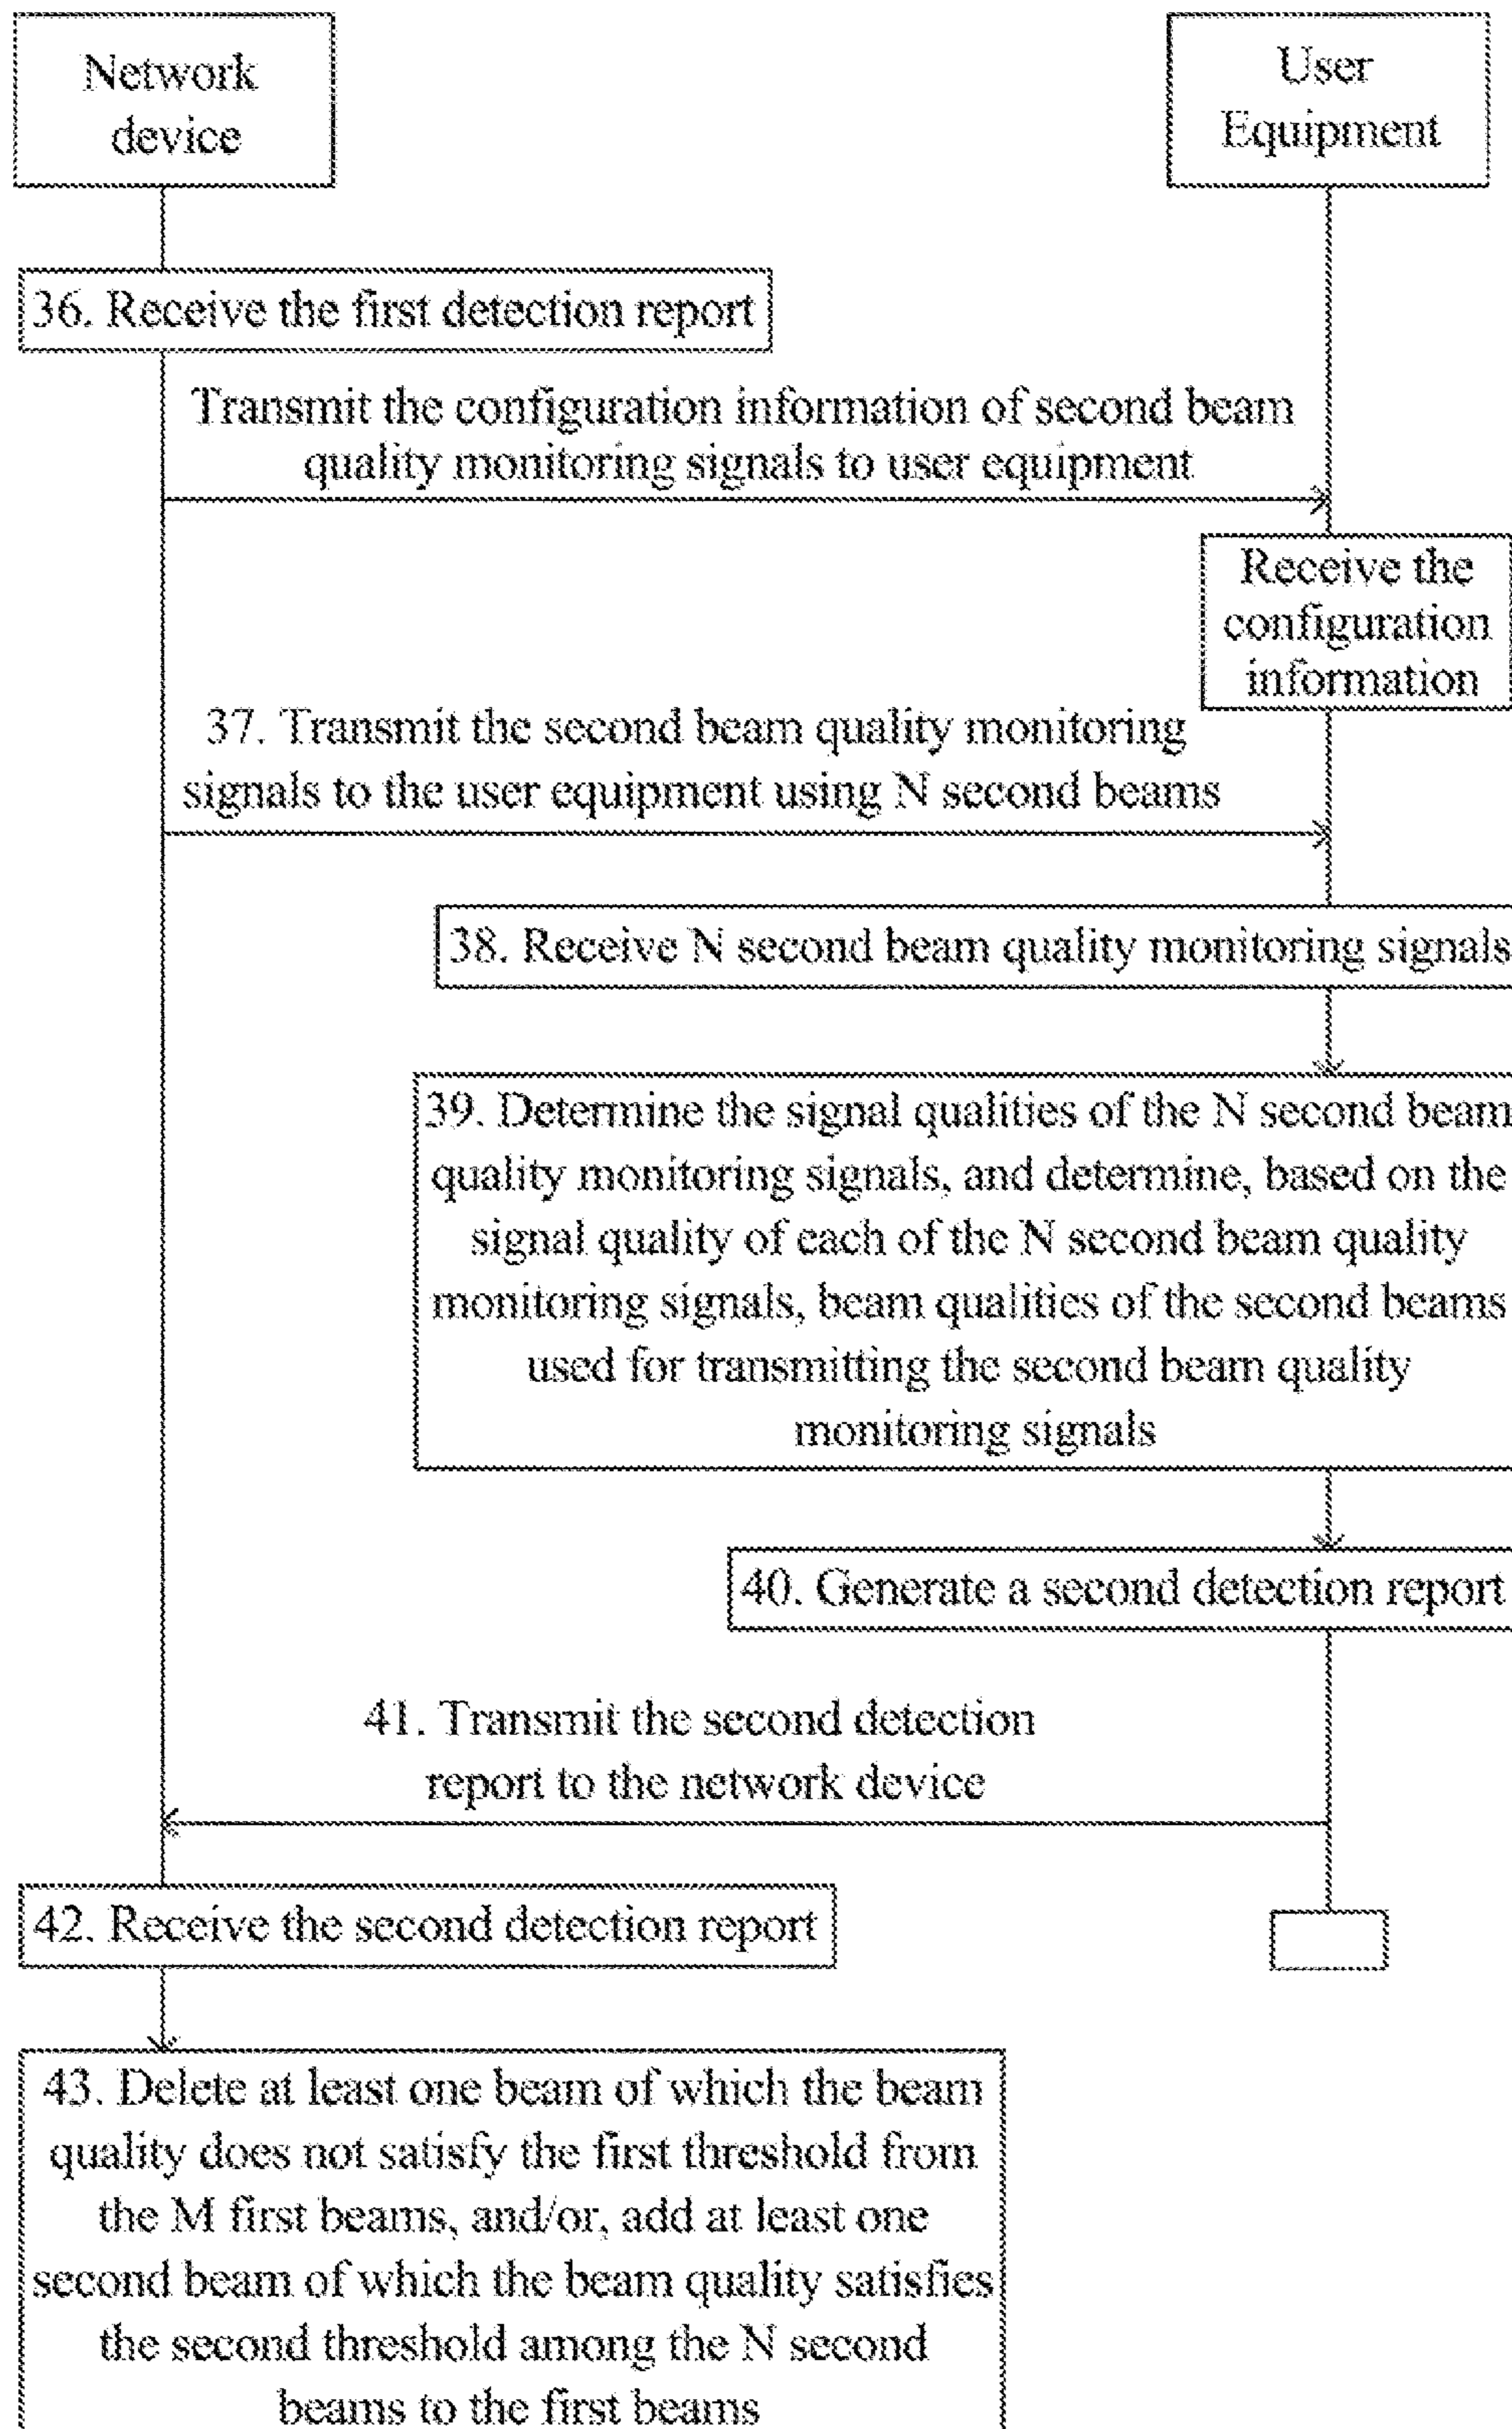 Network
device
User
Equipment
36. Receive the first detection report
Transmit the configuration information of second beam
quality monitoring signals to user equipment
Receive the
configuration
information
37. Transmit the second beam quality monitoring
signals to the user equipment using N second beams
38. Receive N second beam quality monitoring signals
39. Determine the signal qualities of the N second beam
quality monitoring signals, and determine, based on the
signal quality of each of the N second beam quality
monitoring signals, beam qualities of the second beams
used for transmitting the second beam quality
monitoring signals
40. Generate a second detection report
41. Transmit the second detection
report to the network device
42. Receive the second detection report
43. Delete at least one beam of which the beam
quality does not satisfy the first threshold from
the M first beams, and/or, add at least one
second beam of which the beam quality satisfies
the second threshold among the N second
beams to the first beams